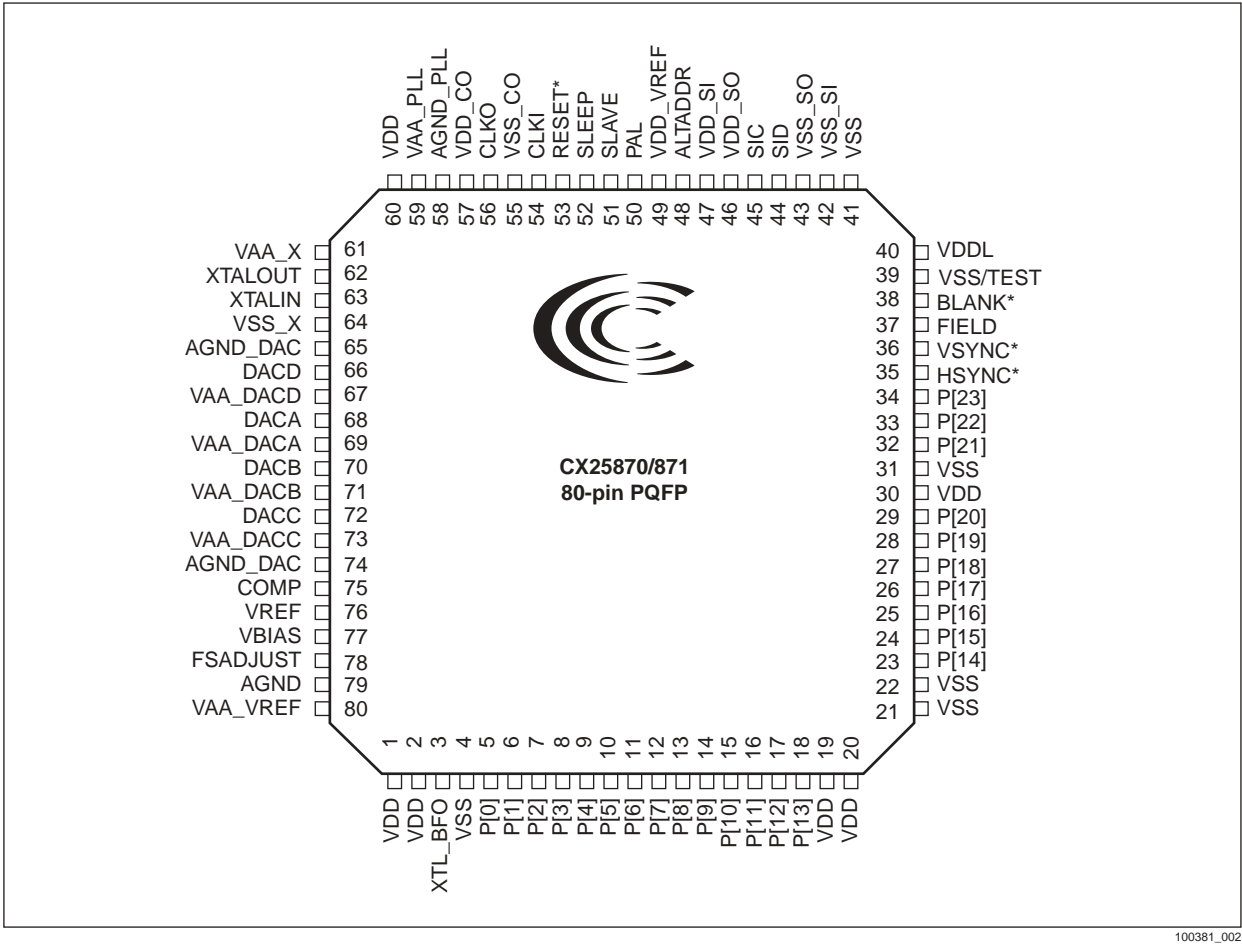 VDD
VAA_PLL
AGND_PLL
VDD_CO
CLKO
VSS_CO
CLKI
RESET*
SLEEP
SLAVE
PAL
VDD_VREF
ALTADDR
VDD_SI
VDD_SO
SIC
SID
VSS_SO
VSS_SI
VSS
60
59
58
57
56
55
54
53
52
51
50
49
48
47
46
45
44
43
42
41
VAA_X 61
XTALOUT 62
XTALIN 63
VSS_X 64
AGND_DAC 65
DACD 66
VAA_DACD 67
DACA 68
VAA_DACA 69
DACB 70
VAA_DACB 71
DACC 72
VAA_DACC 73
AGND_DAC 74
COMP 75
VREF 76
VBIAS 77
FSADJUST 78
AGND 79
VAA_VREF 80
CX25870/871
80-pin PQFP
40 VDDL
39 VSS/TEST
38 BLANK*
37 FIELD
36 VSYNC*
35 HSYNC*
34 P[23]
33 P[22]
32 P[21]
31 VSS
30 VDD
29 P[20]
28 P[19]
27 P[18]
26 P[17]
25 P[16]
24 P[15]
23 P[14]
22 VSS
21 VSS
1
2
3
4
5
6
7
8
9
10
11
12
13
14
15
16
17
18
19
20
VDD
VDD
XTL_BFO
VSS
P[0]
P[1]
P[2]
P[3]
P[4]
P[5]
P[6]
P[7]
P[8]
P[9]
P[10]
P[11]
P[12]
P[13]
VDD
VDD
100381_002